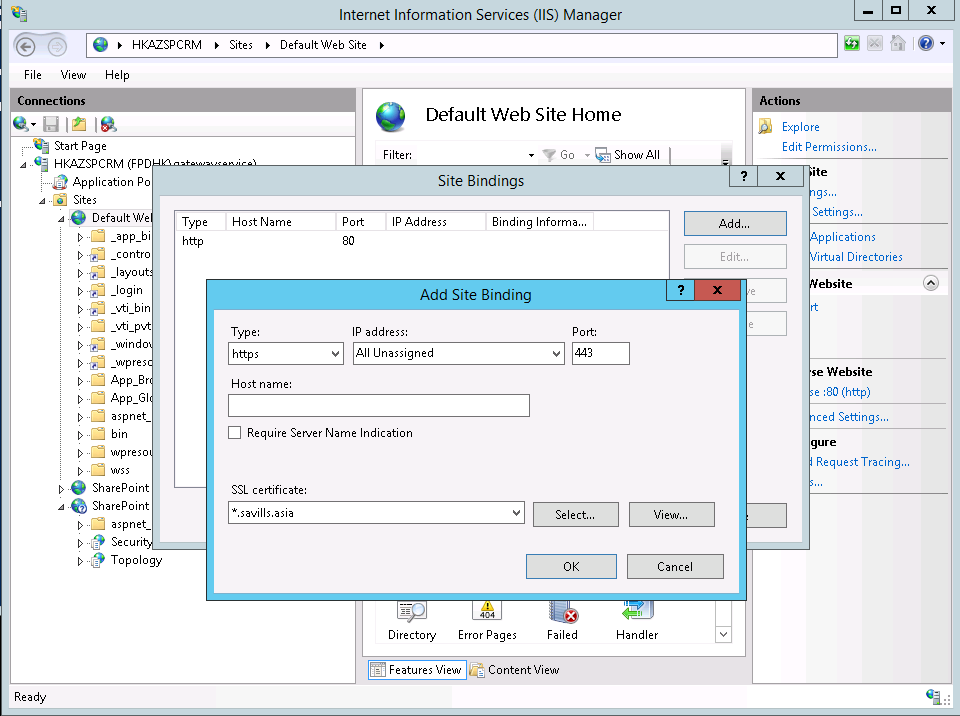 Internet Information Services (IIS) Manager
HKAZSPCRM Sites Default Web Site
File View Help
Connections
Start Page
HKAZSPCRM (FPDHK\gatewayservice)
Application Po
Sites
Default Wel
_app_bi
_contro
_layouts
_login
_vti_bin
_vti_pvt
_window
_wpresc
App_Bro
App_Glo
aspnet_
bin
wpresou
wss
SharePoint
SharePoint
aspnet_
Security
Topology
Default Web Site Home
Filter: Go Show All
Site Bindings
? X
Type Host Name Port IP Address Binding Informa...
http 80
Add...
Edit...
ve
e
Add Site Binding
? X
Type: IP address: Port:
https All Unassigned 443
Host name:
Require Server Name Indication
SSL certificate:
*.savills.asia Select... View...
OK Cancel
Directory Error Pages Failed Handler
404
Features View Content View
Actions
Explore
Edit Permissions...
ite
ngs...
Settings...
Applications
Virtual Directories
Website
rt
se Website
se :80 (http)
nced Settings...
gure
d Request Tracing...
s...
Ready